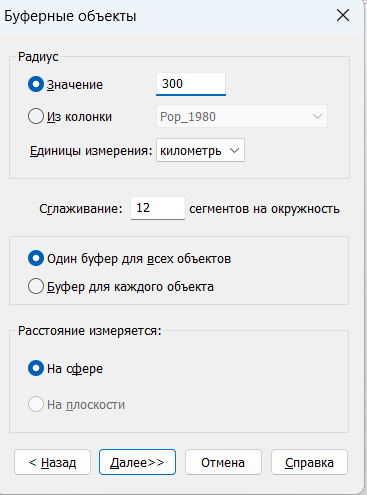 Буферные объекты
Радиус
Значение 300
Из колонки Pop_1980
Единицы измерения: километрь
Сглаживание: 12 сегментов на окружность
Один буфер для всех объектов
Буфер для каждого объекта
Расстояние измеряется:
На сфере
На плоскости
< Назад Далее>> Отмена Справка